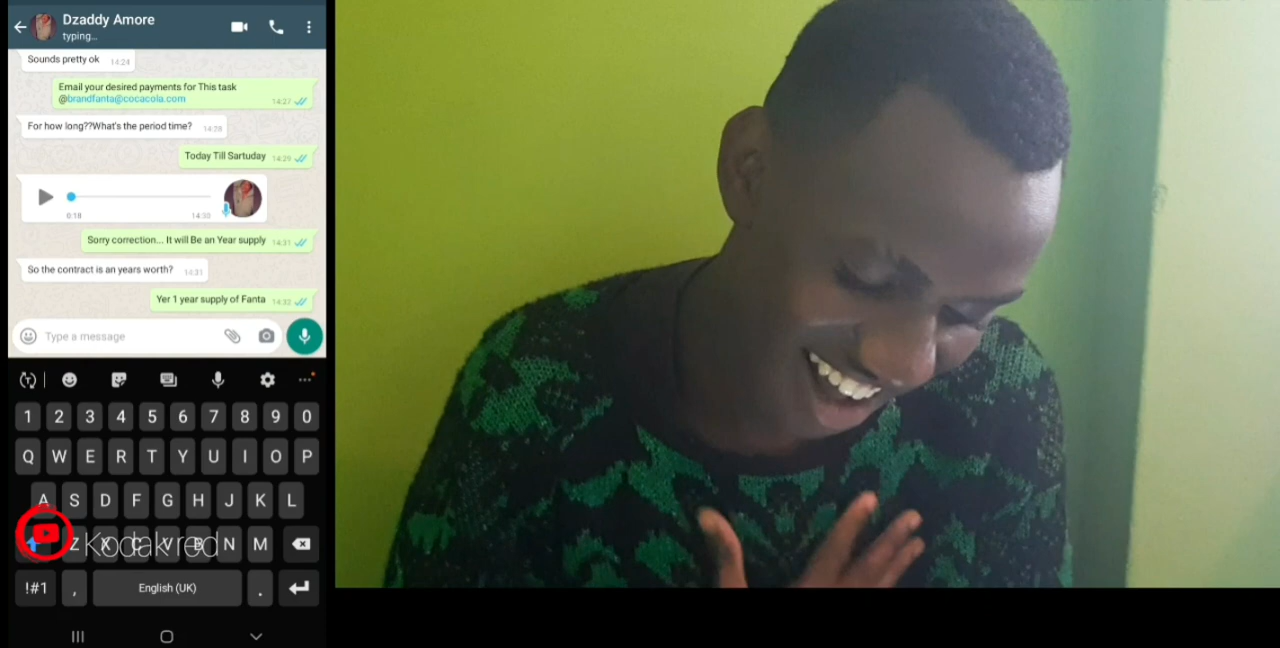 Dzaddy Amore
typing...
Sounds pretty ok 14:24
Email your desired payments for This task
@brandfanta@cocacola.com 14:27
For how long??What's the period time? 14:28
Today Till Sartuday 14:29
0:18 14:30
Sorry correction... It will Be an Year supply 14:31
So the contract is an years worth? 14:31
Yer 1 year supply of Fanta 14:32
Type a message
1 2 3 4 5 6 7 8 9 0
Q W E R T Y U I O P
A S D F G H J K L
Z X C V B N M
Kodak Yred
!#1 , English (UK) .